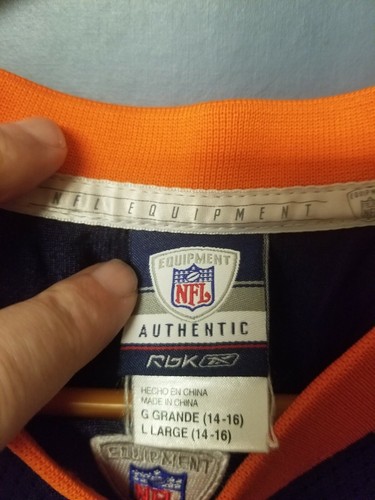 NFL EQUIPMENT
EQUIPMENT
NFL
AUTHENTIC
RBK
HECHO EN CHINA
MADE IN CHINA
G GRANDE (14-16)
L LARGE (14-16)
EQUIPMENT
NFL